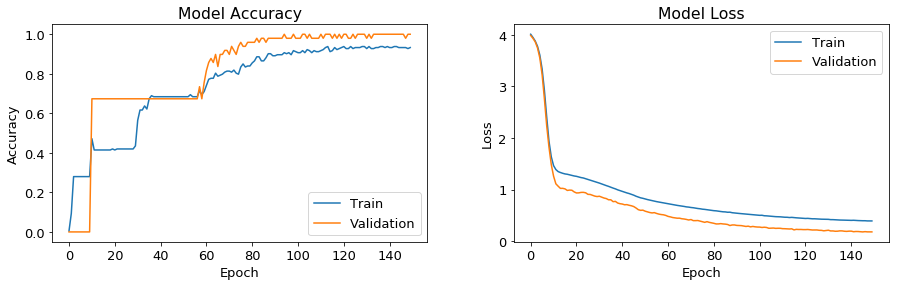 Model Accuracy
1.0
0.8
0.6
0.4
0.2
0.0
Accuracy
0 20 40 60 80 100 120 140
Epoch
Train
Validation
Model Loss
4
3
2
1
0
Loss
0 20 40 60 80 100 120 140
Epoch
Train
Validation